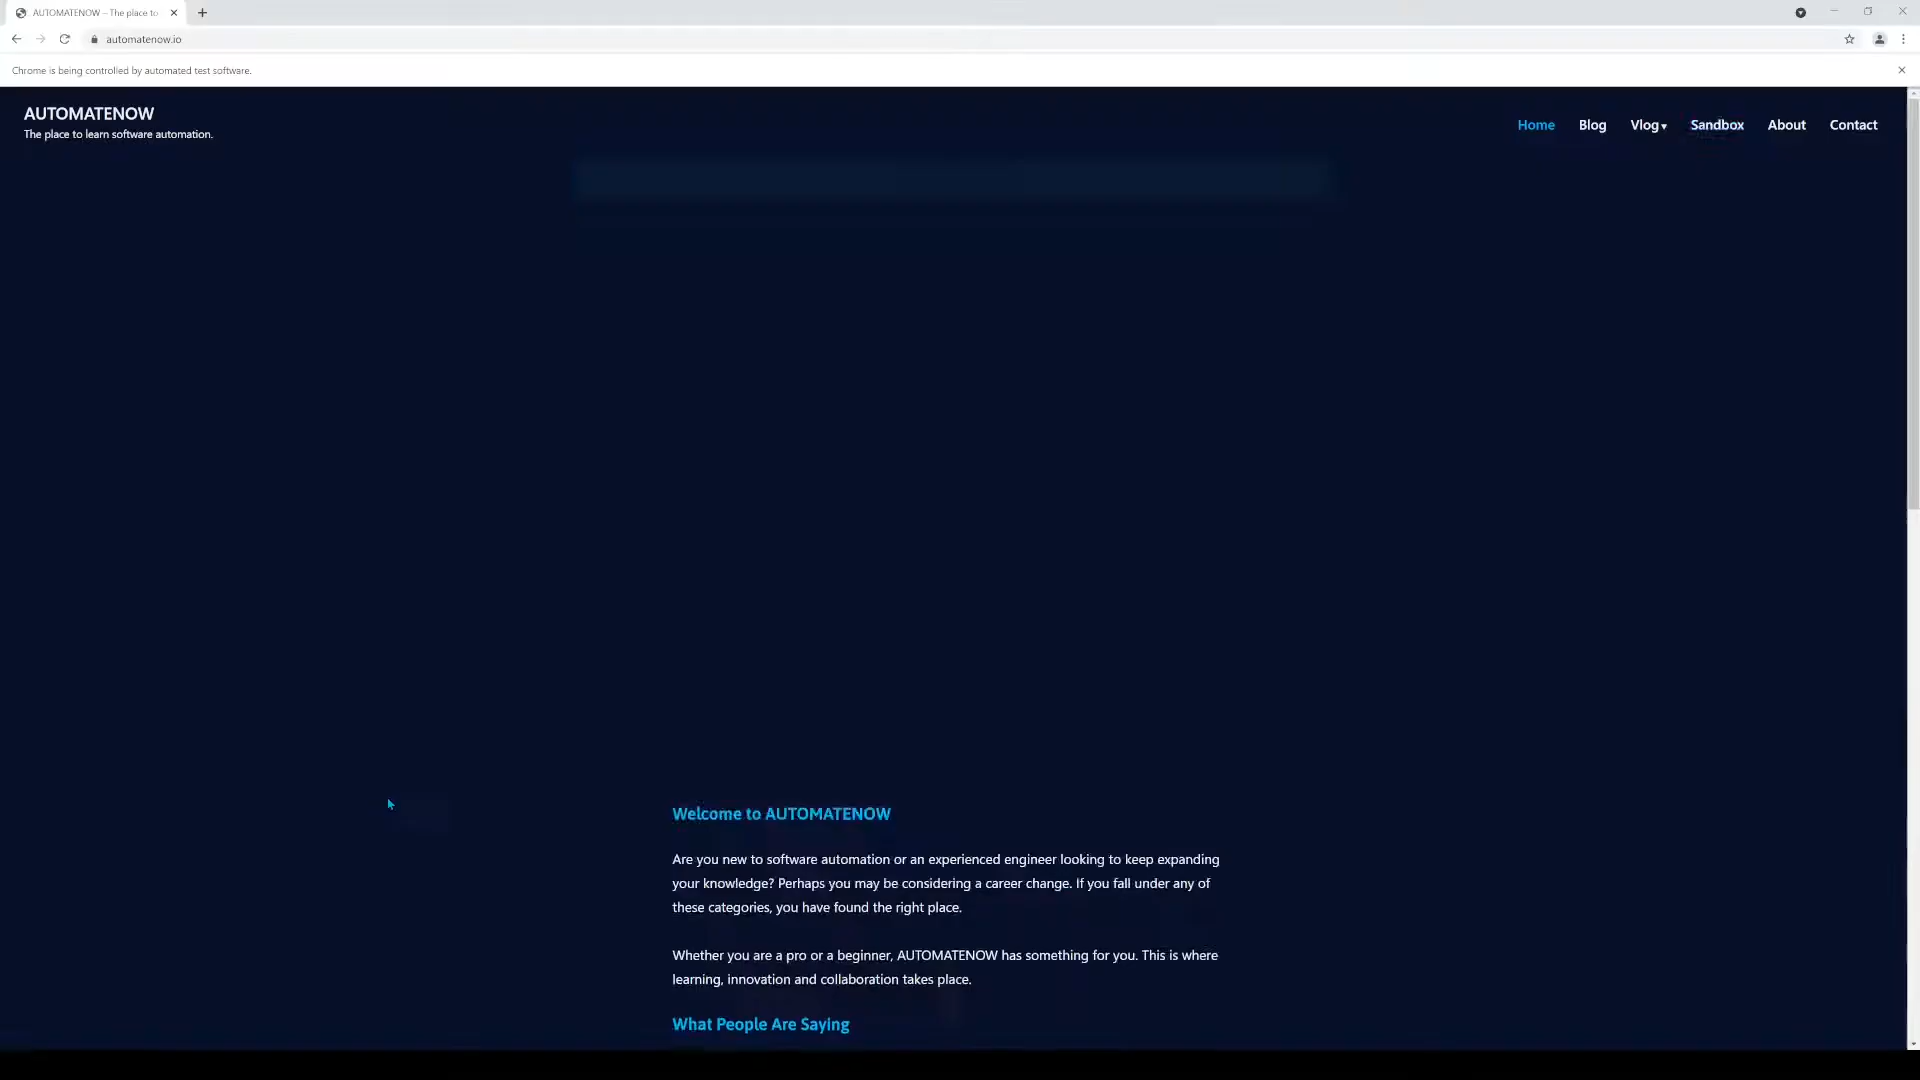 AUTOMATENOW – The place to
automatenow.io
Chrome is being controlled by automated test software.
AUTOMATENOW
The place to learn software automation.
Home Blog Vlog▾ Sandbox About Contact
Welcome to AUTOMATENOW
Are you new to software automation or an experienced engineer looking to keep expanding
your knowledge? Perhaps you may be considering a career change. If you fall under any of
these categories, you have found the right place.
Whether you are a pro or a beginner, AUTOMATENOW has something for you. This is where
learning, innovation and collaboration takes place.
What People Are Saying